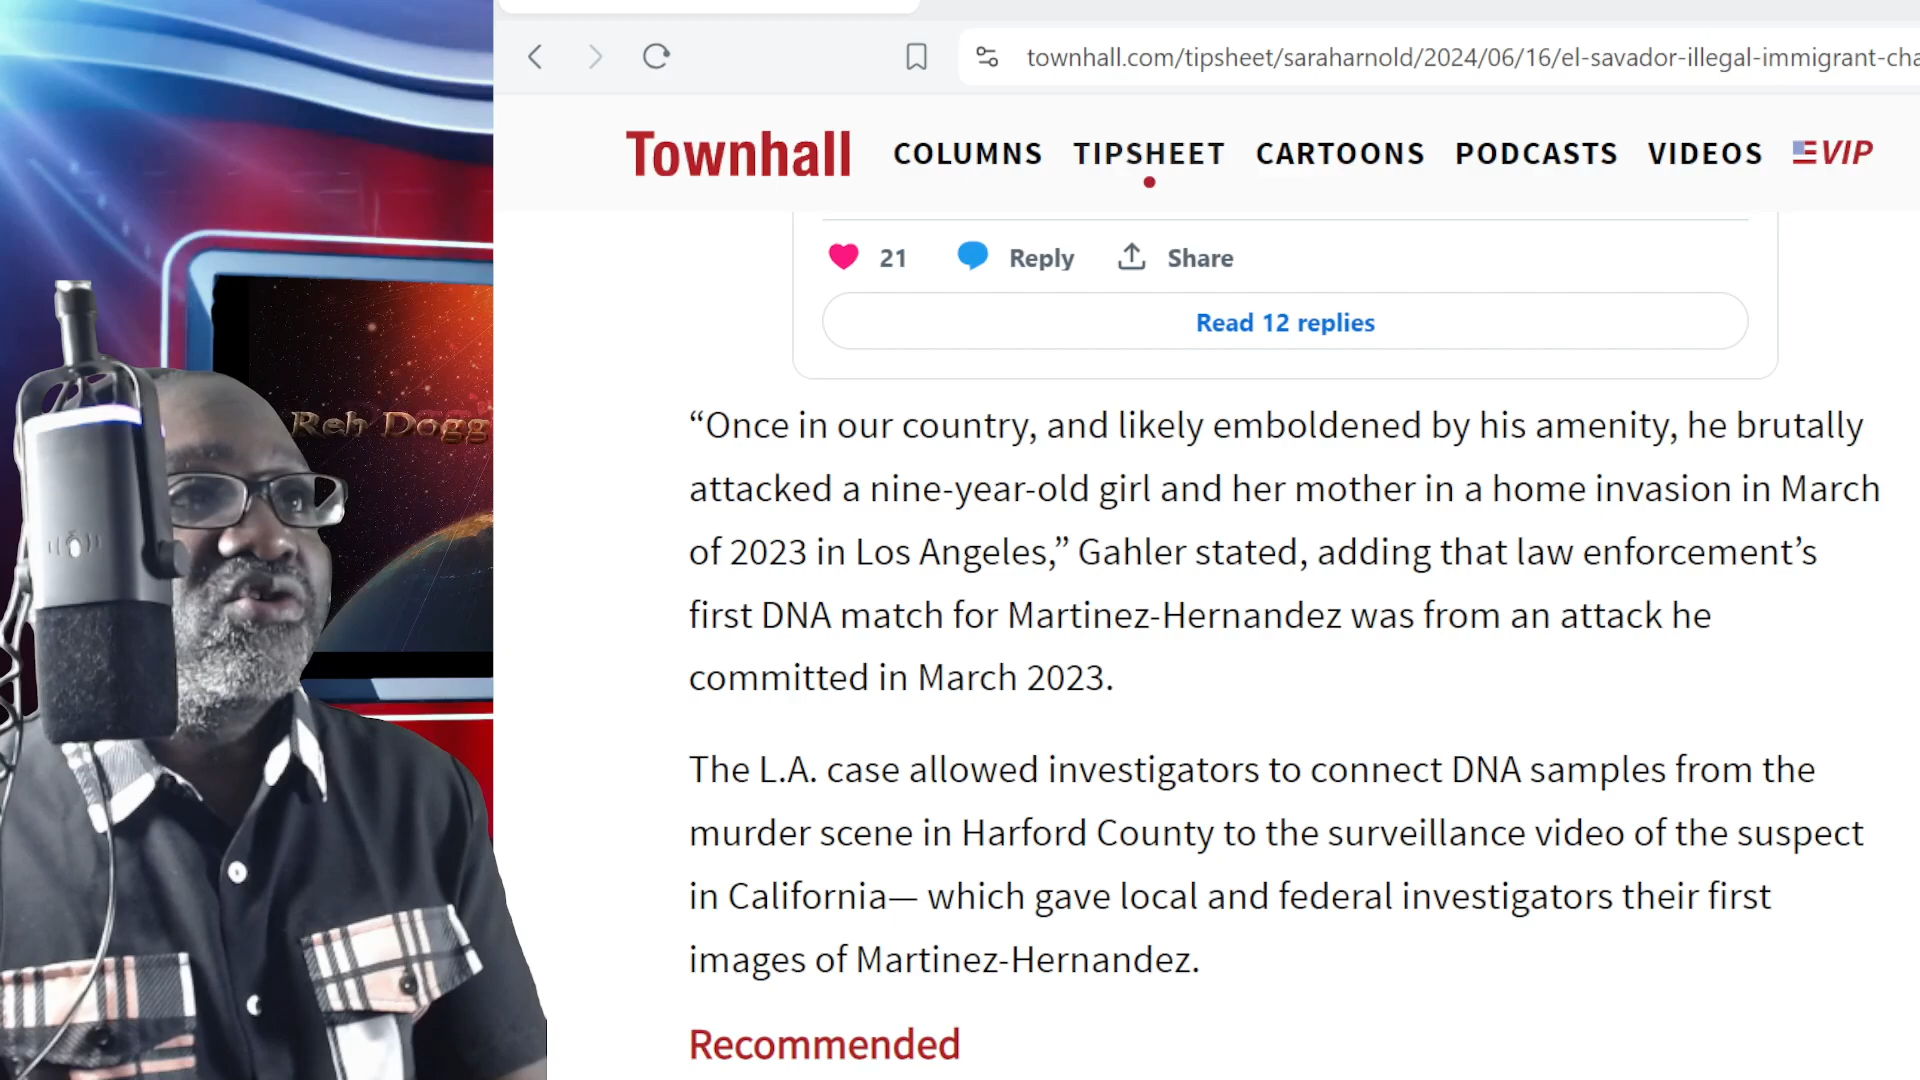 townhall.com/tipsheet/saraharnold/2024/06/16/el-savador-illegal-immigrant-cha
Townhall COLUMNS TIPSHEET CARTOONS PODCASTS VIDEOS VIP
21 Reply Share
Read 12 replies
Reh Dogg
“Once in our country, and likely emboldened by his amenity, he brutally
attacked a nine-year-old girl and her mother in a home invasion in March
of 2023 in Los Angeles,” Gahler stated, adding that law enforcement’s
first DNA match for Martinez-Hernandez was from an attack he
committed in March 2023.
The L.A. case allowed investigators to connect DNA samples from the
murder scene in Harford County to the surveillance video of the suspect
in California— which gave local and federal investigators their first
images of Martinez-Hernandez.
Recommended